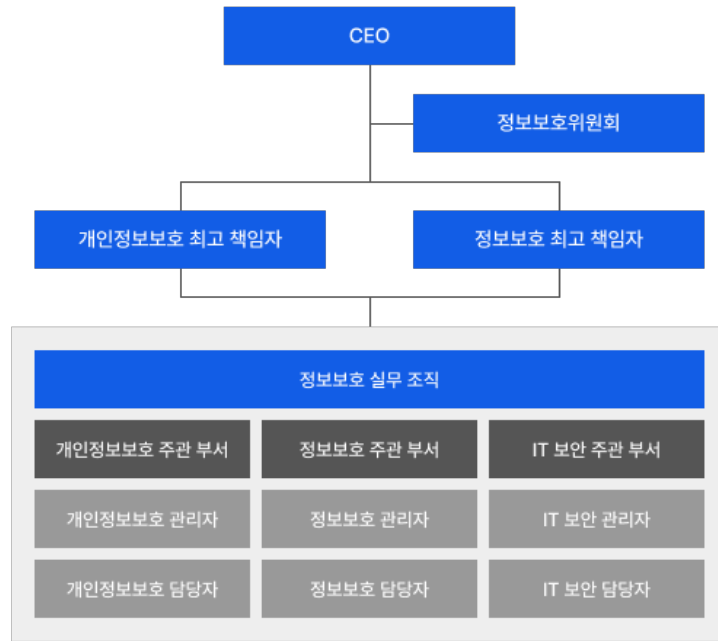 CEO
정보보호위원회
개인정보보호 최고 책임자
정보보호 최고 책임자
정보보호 실무 조직
개인정보보호 주관 부서
정보보호 주관 부서
IT 보안 주관 부서
개인정보보호 관리자
정보보호 관리자
IT 보안 관리자
개인정보보호 담당자
정보보호 담당자
IT 보안 담당자